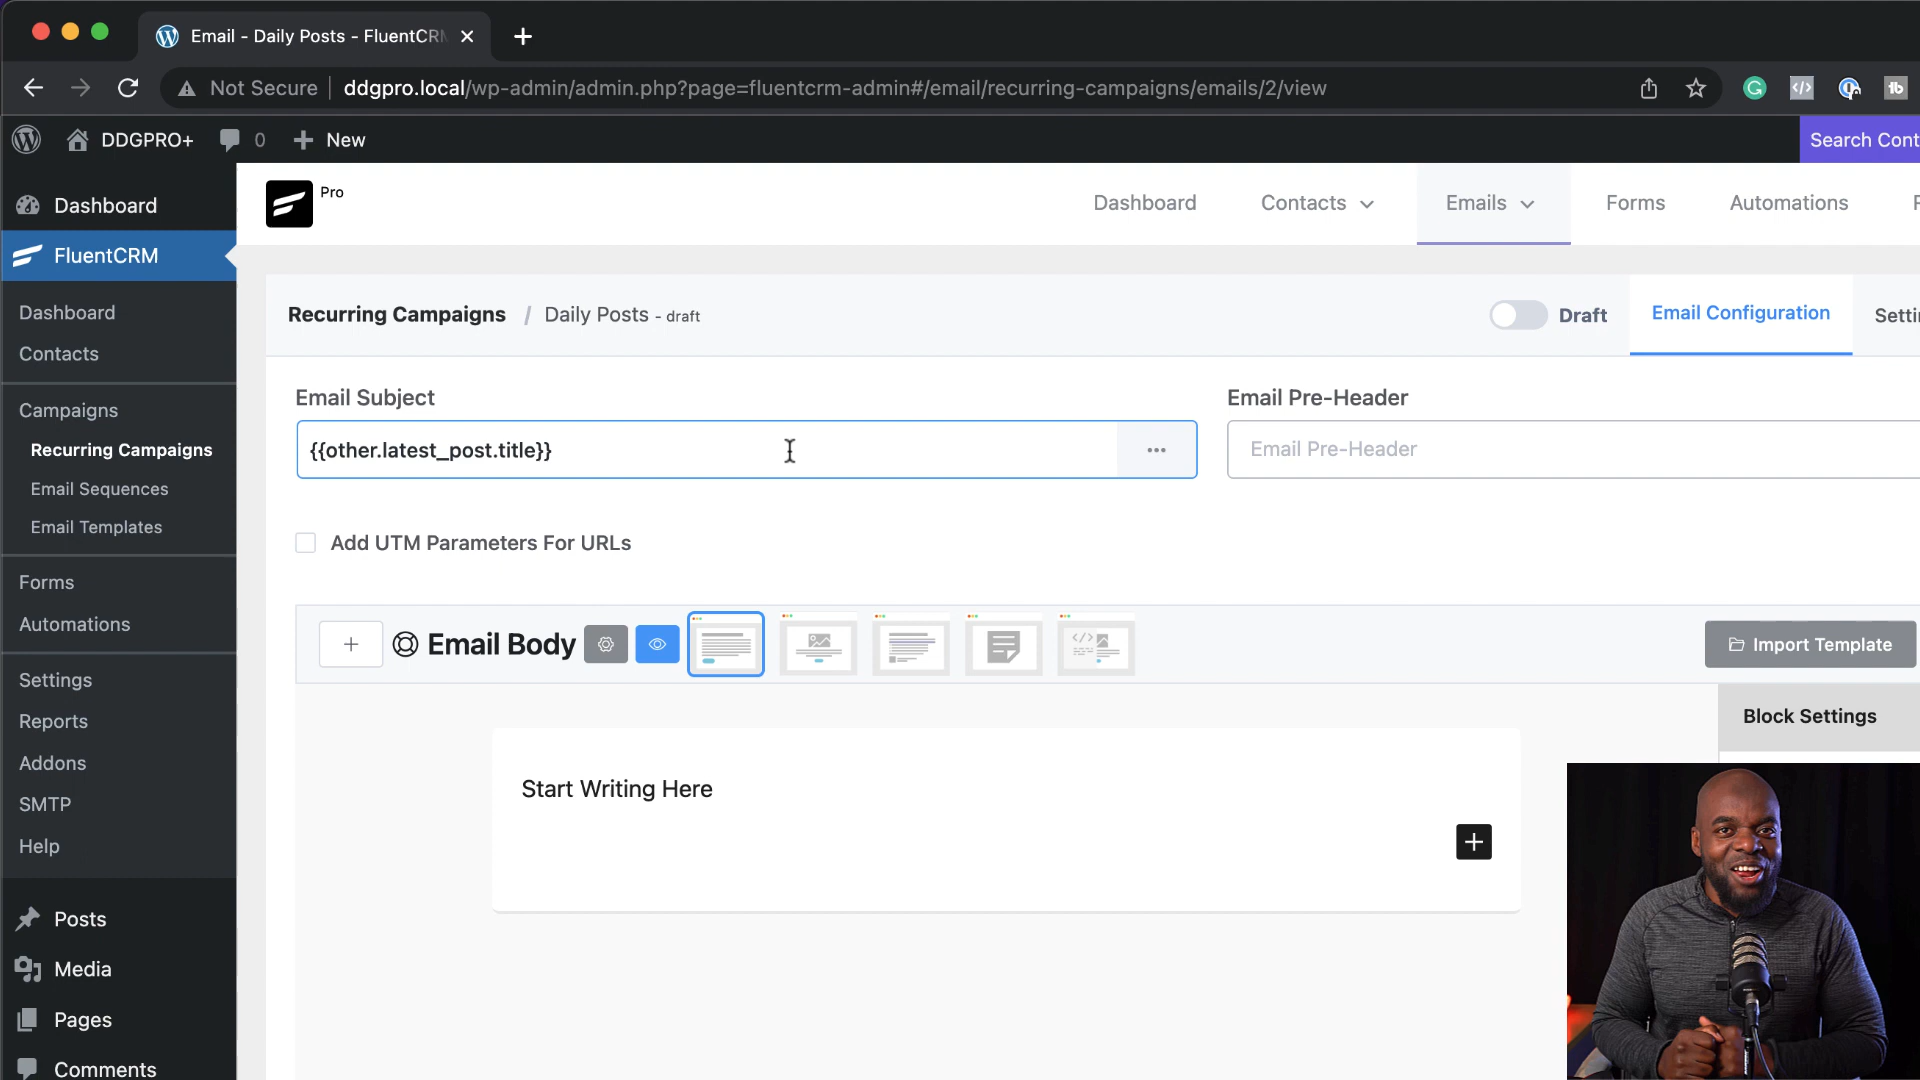 Email - Daily Posts - FluentCRM
Not Secure
ddgpro.local/wp-admin/admin.php?page=fluentcrm-admin#/email/recurring-campaigns/emails/2/view
DDGPRO+
0
New
Search Cont
Dashboard
FluentCRM
Dashboard
Contacts
Campaigns
Recurring Campaigns
Email Sequences
Email Templates
Forms
Automations
Settings
Reports
Addons
SMTP
Help
Posts
Media
Pages
Comments
Pro
Dashboard
Contacts
Emails
Forms
Automations
Recurring Campaigns / Daily Posts - draft
Draft
Email Configuration
Setti
Email Subject
{{other.latest_post.title}}
Email Pre-Header
Email Pre-Header
Add UTM Parameters For URLs
Email Body
Import Template
Block Settings
Start Writing Here